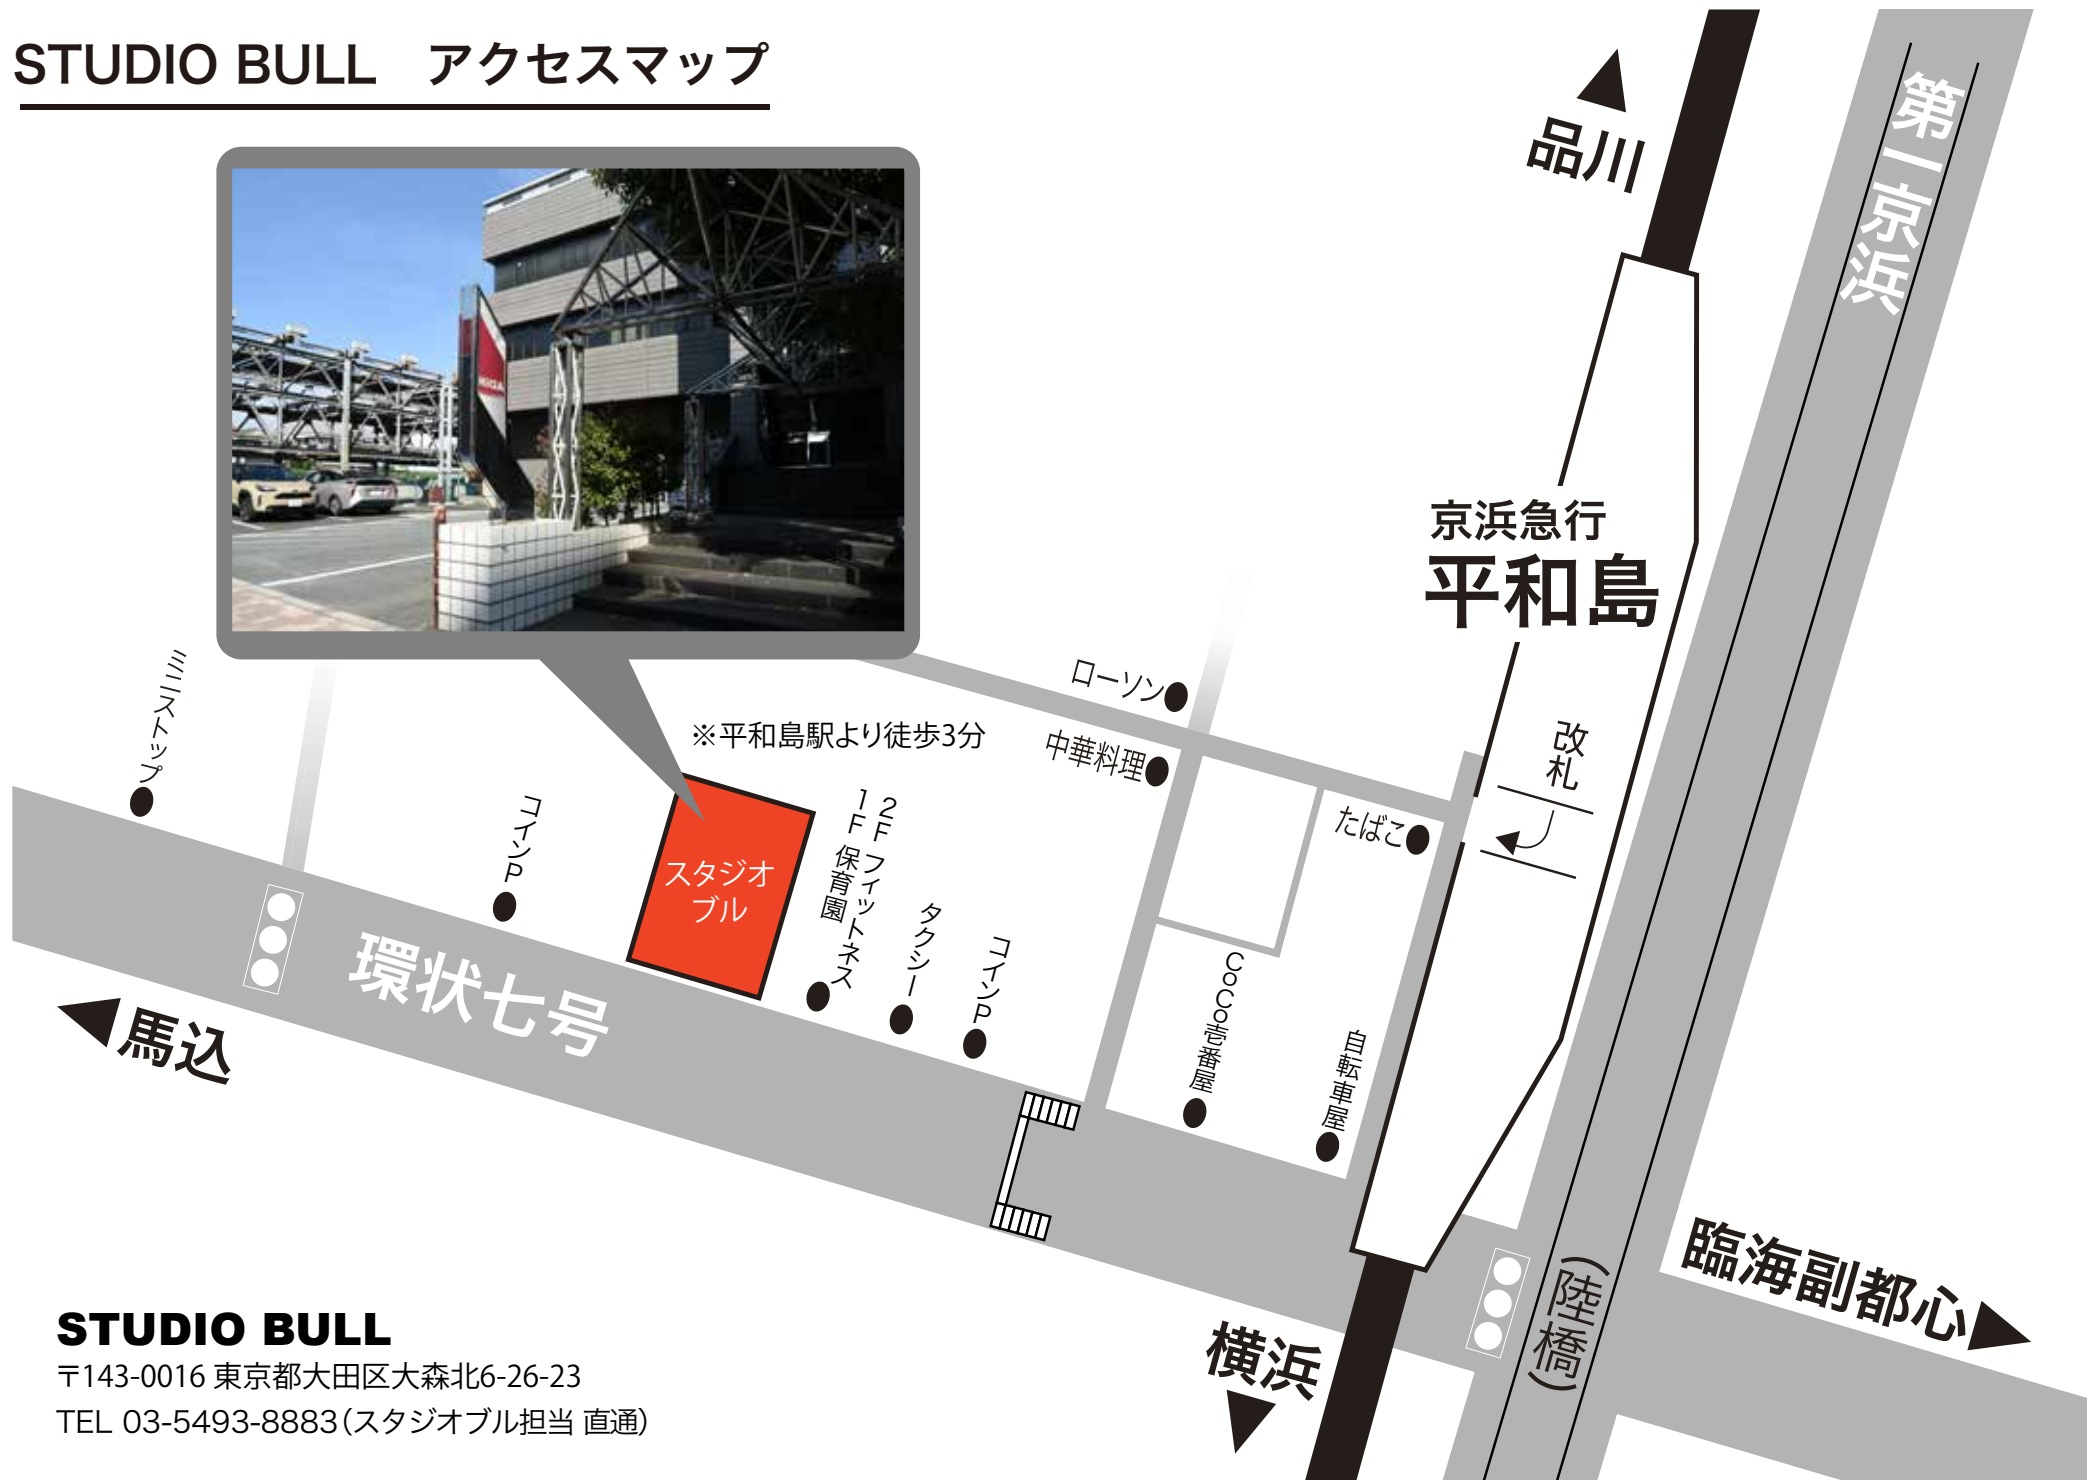 STUDIO BULL アクセスマップ
品川
第一京浜
京浜急行
平和島
改札
ローソン
中華料理
たばこ
ミニストップ
※平和島駅より徒歩3分
コインP
スタジオ
ブル
2F フィットネス
1F 保育園
タクシー
コインP
CoCo壱番屋
自転車屋
環状七号
馬込
臨海副都心
(陸橋)
横浜
STUDIO BULL
〒143-0016 東京都大田区大森北6-26-23
TEL 03-5493-8883(スタジオブル担当 直通)